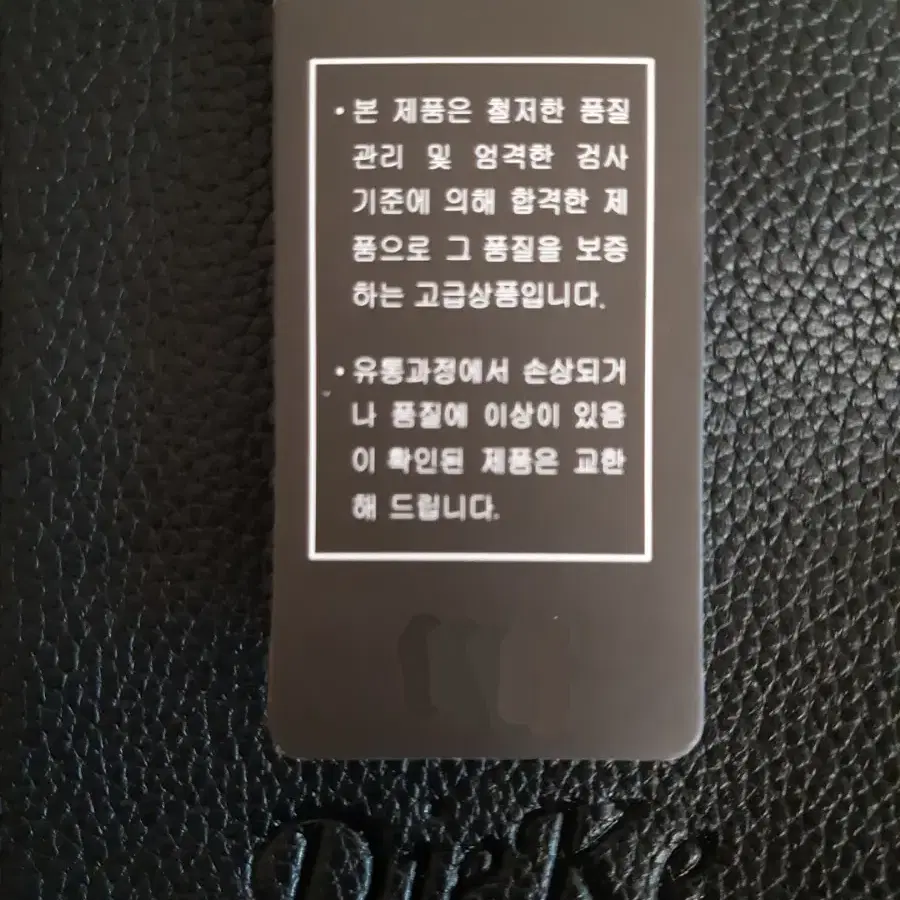 • 본 제품은 철저한 품질
관리 및 엄격한 검사
기준에 의해 합격한 제
품으로 그 품질을 보증
하는 고급상품입니다.
• 유통과정에서 손상되거
나 품질에 이상이 있음
이 확인된 제품은 교환
해 드립니다.